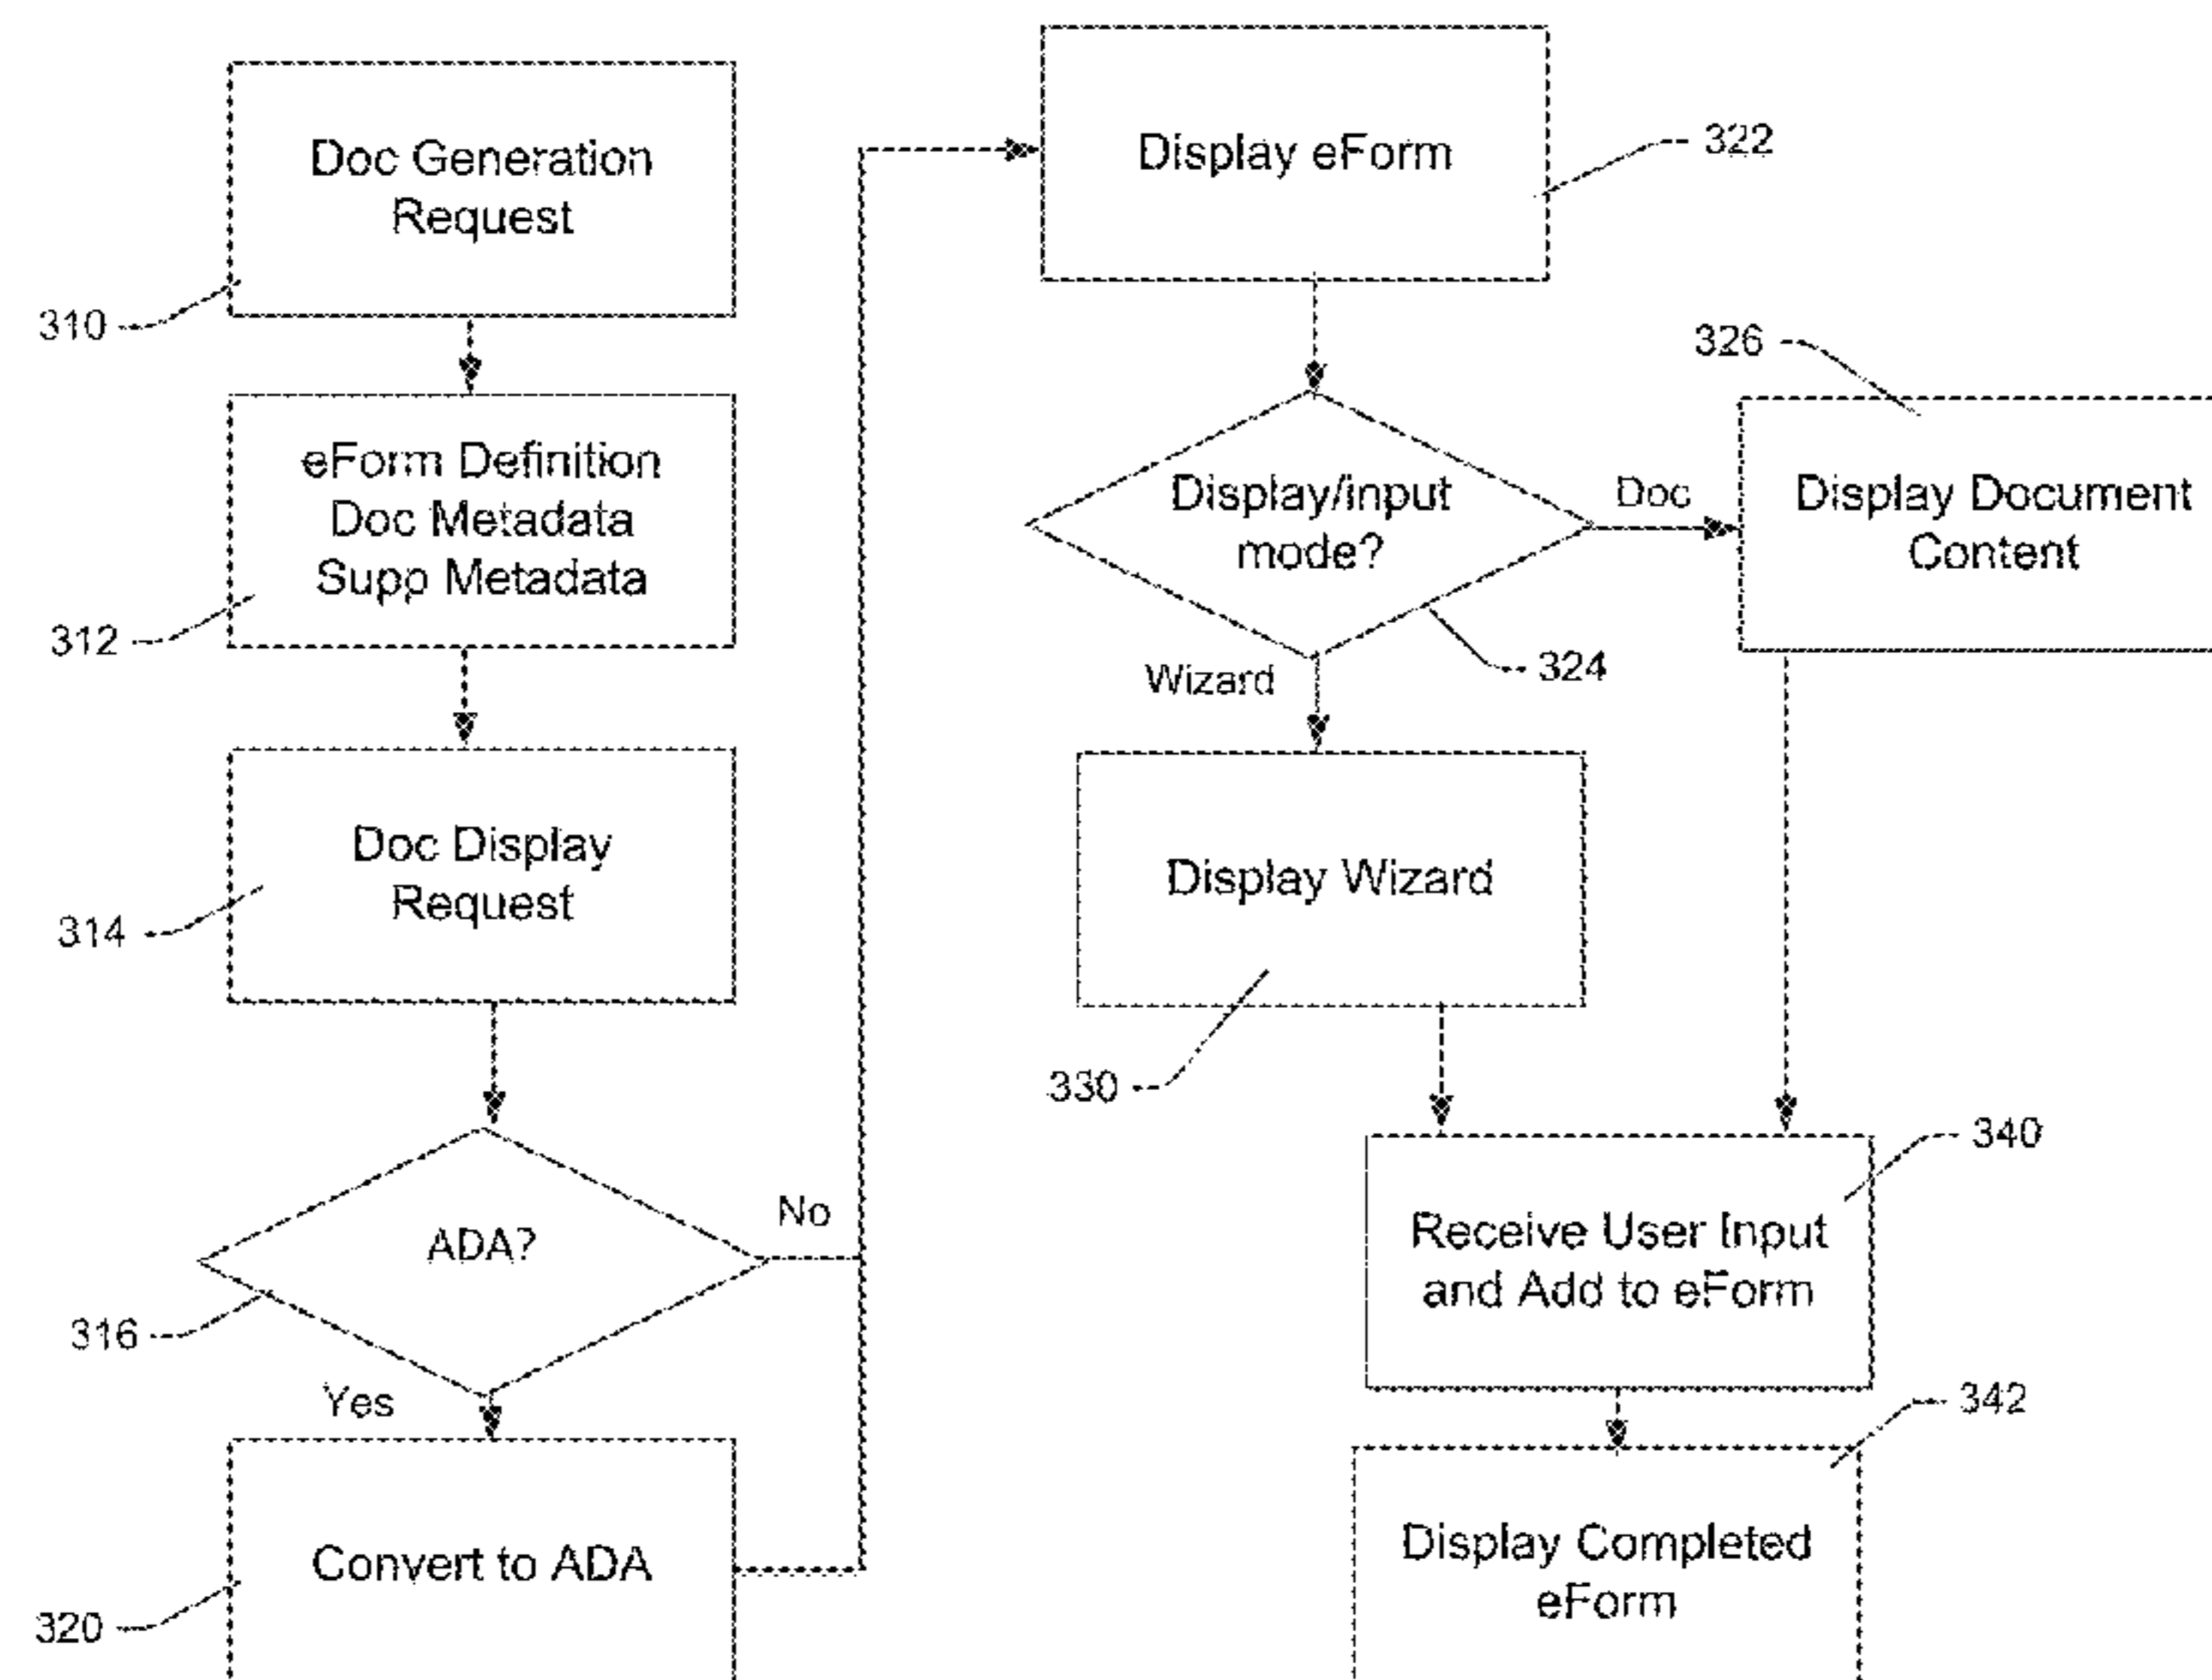 Doc Generation
Request
310
eForm Definition
Doc Metadata
Supp Metadata
312
Doc Display
Request
314
ADA?
No
316
Yes
Convert to ADA
320
Display eForm
322
326
Display/input
mode?
Doc
Display Document
Content
324
Wizard
Display Wizard
330
340
Receive User Input
and Add to eForm
342
Display Completed
eForm